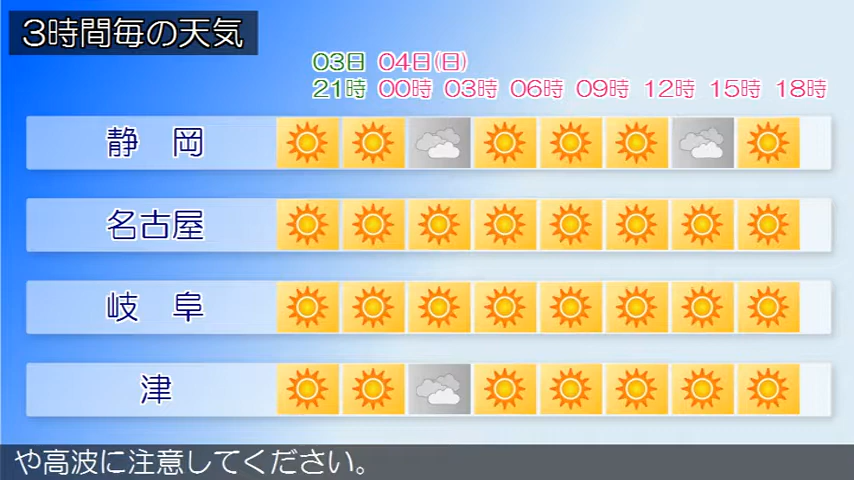 3時間毎の天気
03日 04日(日)
21時 00時 03時 06時 09時 12時 15時 18時
静　岡
名古屋
岐　阜
津
や高波に注意してください。